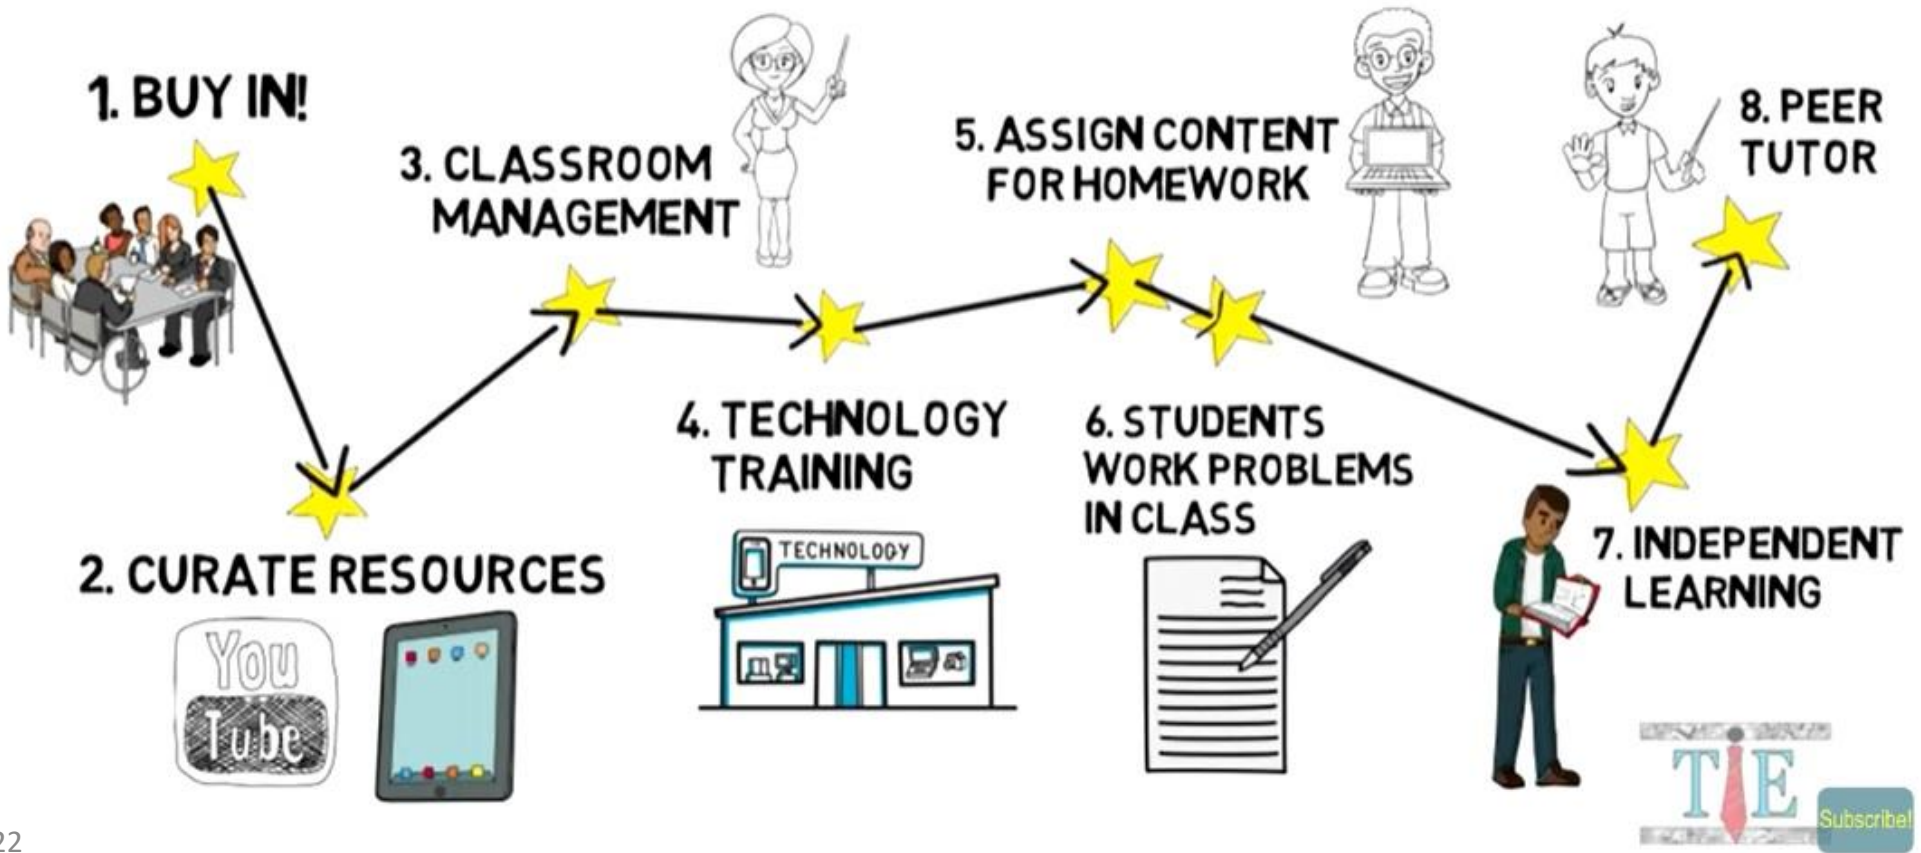 1. BUY IN!
2. CURATE RESOURCES
You
Tube
3. CLASSROOM
MANAGEMENT
4. TECHNOLOGY
TRAINING
TECHNOLOGY
5. ASSIGN CONTENT
FOR HOMEWORK
6. STUDENTS
WORK PROBLEMS
IN CLASS
7. INDEPENDENT
LEARNING
8. PEER
TUTOR
TIE
Subscribe!
22